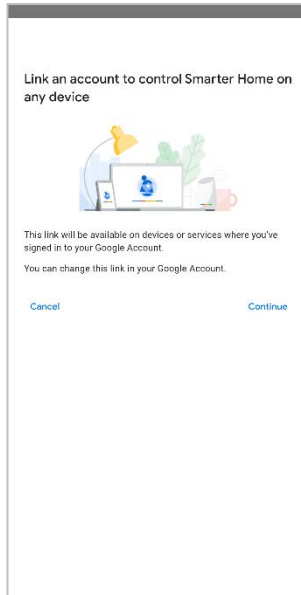 Link an account to control Smarter Home on
any device
This link will be available on devices or services where you've
signed in to your Google Account.
You can change this link in your Google Account.
Cancel
Continue